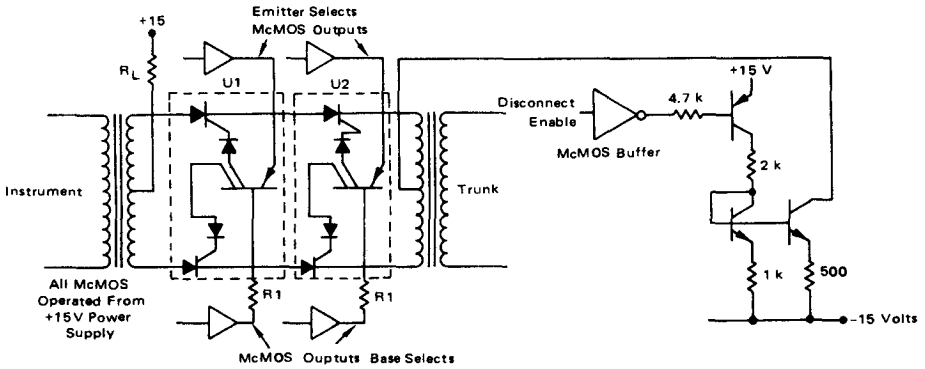 Emitter Selects
McMOS Outputs
+15
RL
U1
U2
+15 V
Disconnect
Enable
4.7 k
McMOS Buffer
2 k
Instrument
Trunk
1 k
500
R1
R1
All McMOS
Operated From
+15V Power
Supply
-15 Volts
McMOS Ouptuts Base Selects